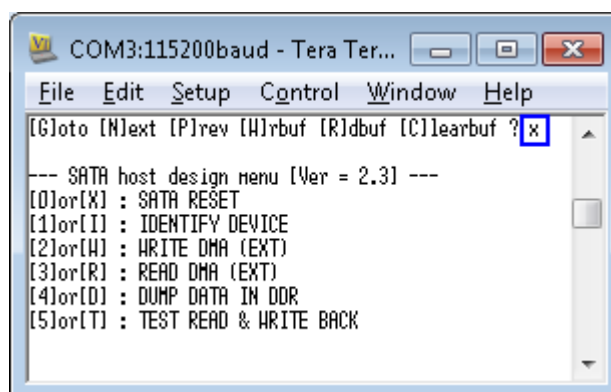 COM3:115200baud - Tera Ter...
File Edit Setup Control Window Help
[G]oto [N]ext [P]rev [W]rbuf [R]dbuf [C]learbuf ? x
--- SATA host design menu [Ver = 2.3] ---
[0]or[X] : SATA RESET
[1]or[I] : IDENTIFY DEVICE
[2]or[W] : WRITE DMA (EXT)
[3]or[R] : READ DMA (EXT)
[4]or[D] : DUMP DATA IN DDR
[5]or[T] : TEST READ & WRITE BACK